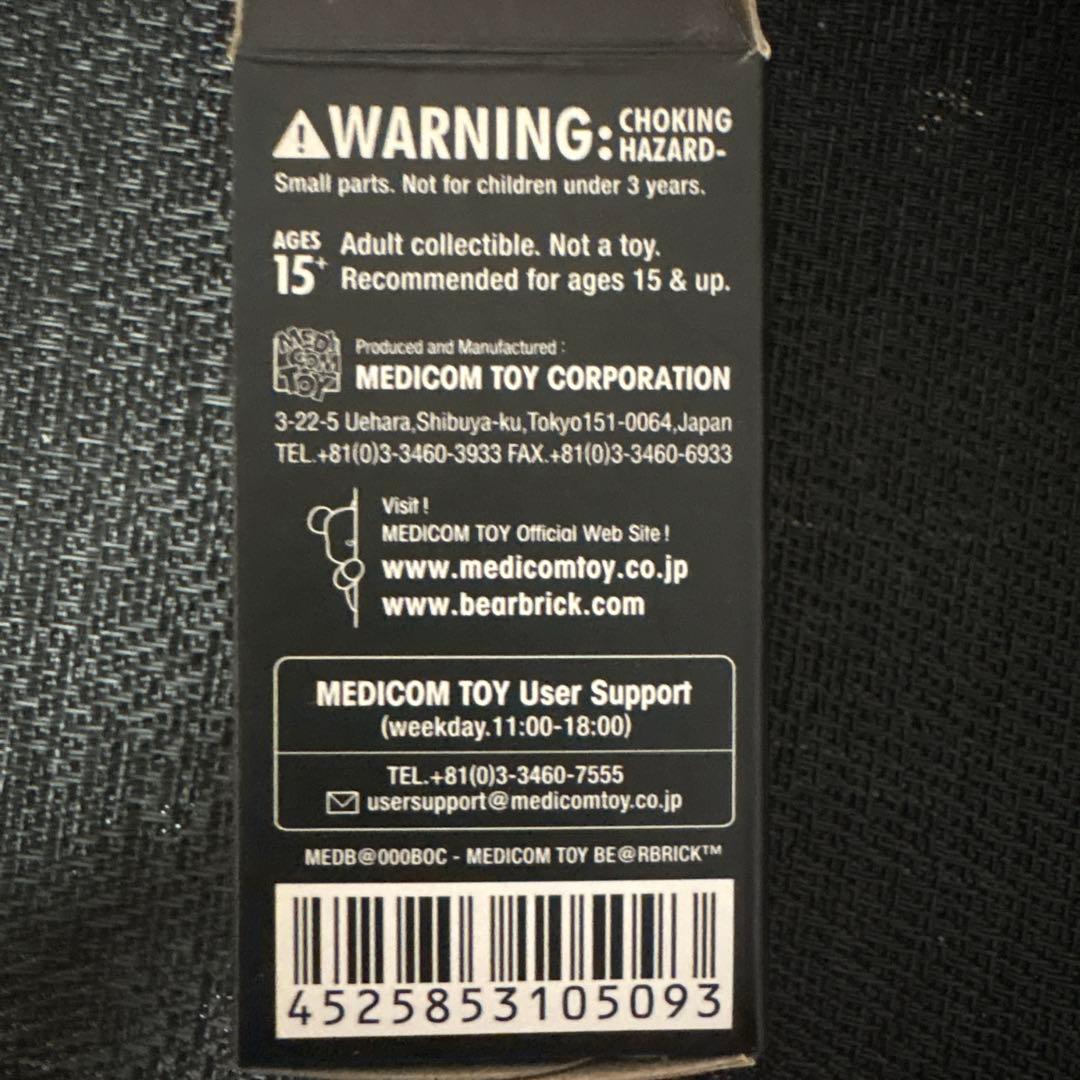 WARNING: CHOKING HAZARD-
Small parts. Not for children under 3 years.
AGES 15+ Adult collectible. Not a toy.
Recommended for ages 15 & up.
MEDI COM TOY
Produced and Manufactured :
MEDICOM TOY CORPORATION
3-22-5 Uehara,Shibuya-ku,Tokyo151-0064,Japan
TEL.+81(0)3-3460-3933 FAX.+81(0)3-3460-6933
Visit !
MEDICOM TOY Official Web Site !
www.medicomtoy.co.jp
www.bearbrick.com
MEDICOM TOY User Support
(weekday.11:00-18:00)
TEL.+81(0)3-3460-7555
usersupport@medicomtoy.co.jp
MEDB@000BOC - MEDICOM TOY BE@RBRICK™
4525853105093